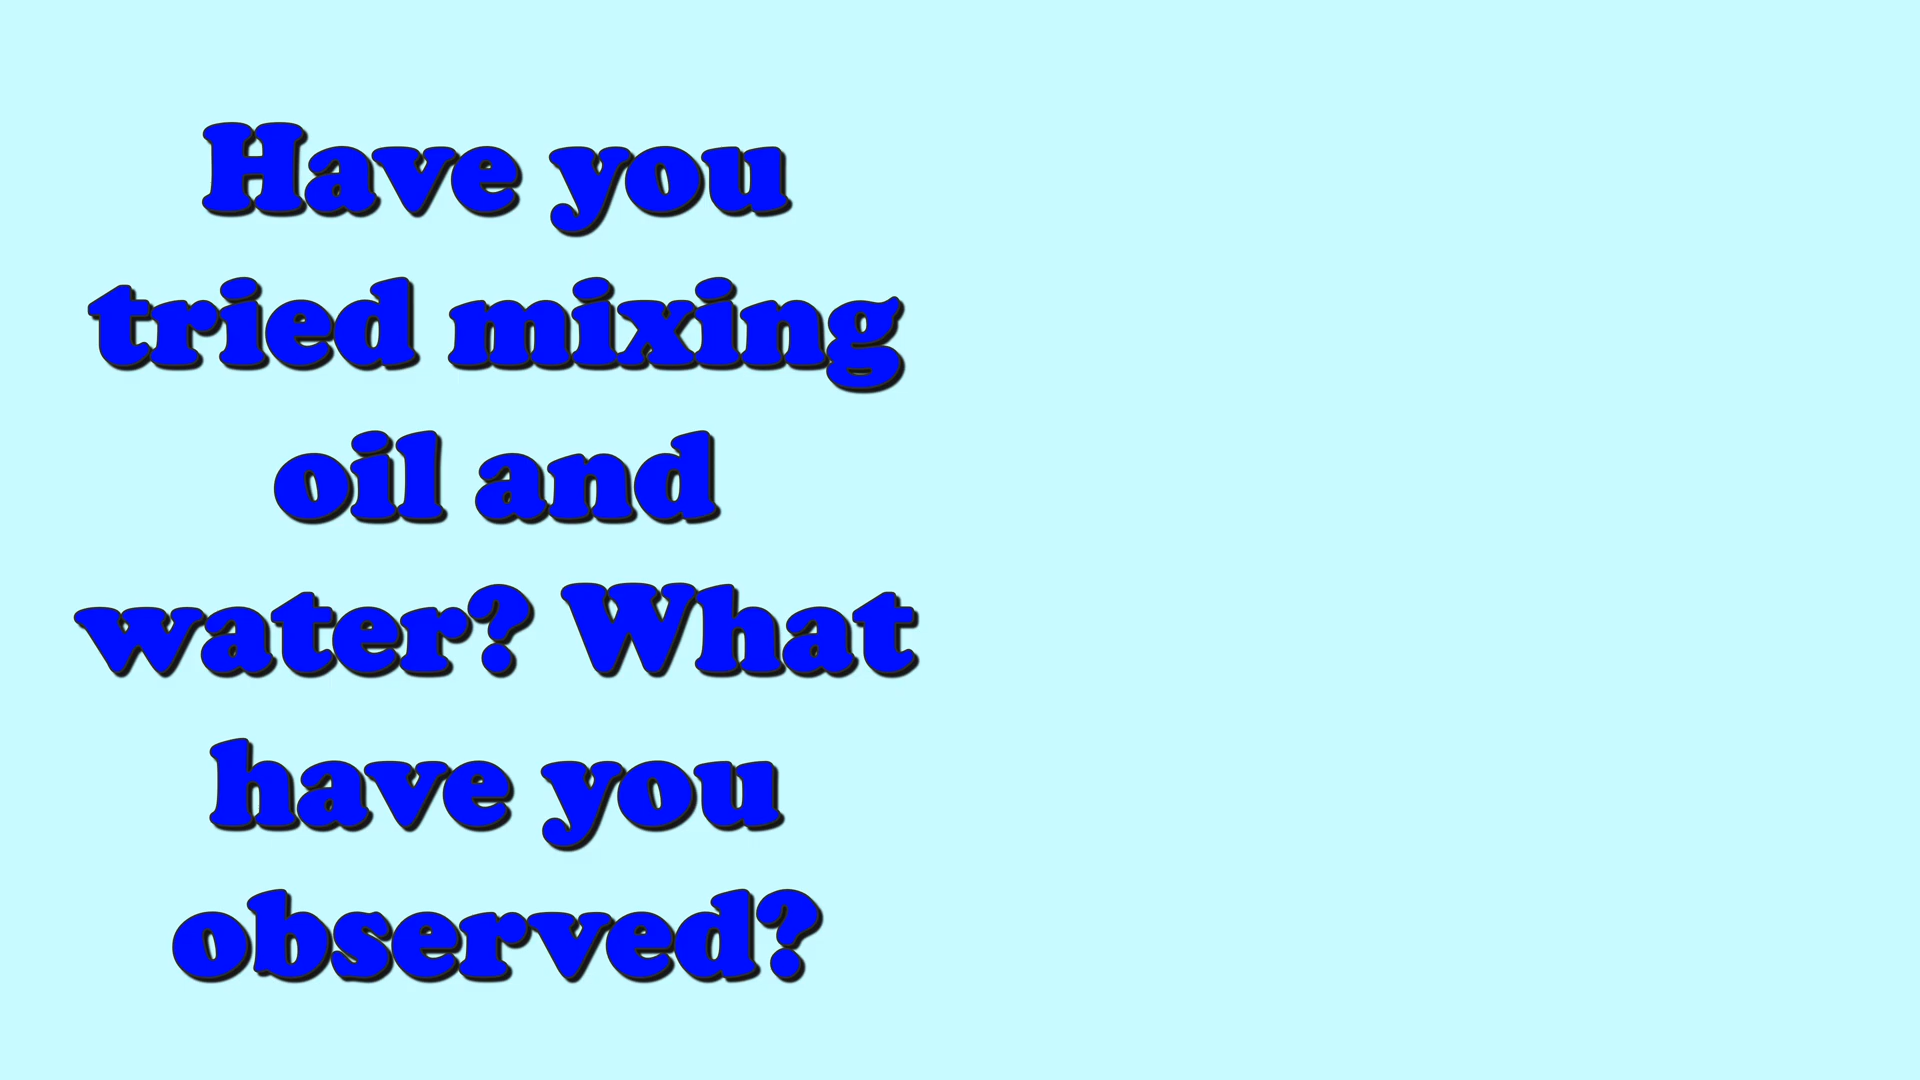 Have you
tried mixing
oil and
water? What
have you
observed?